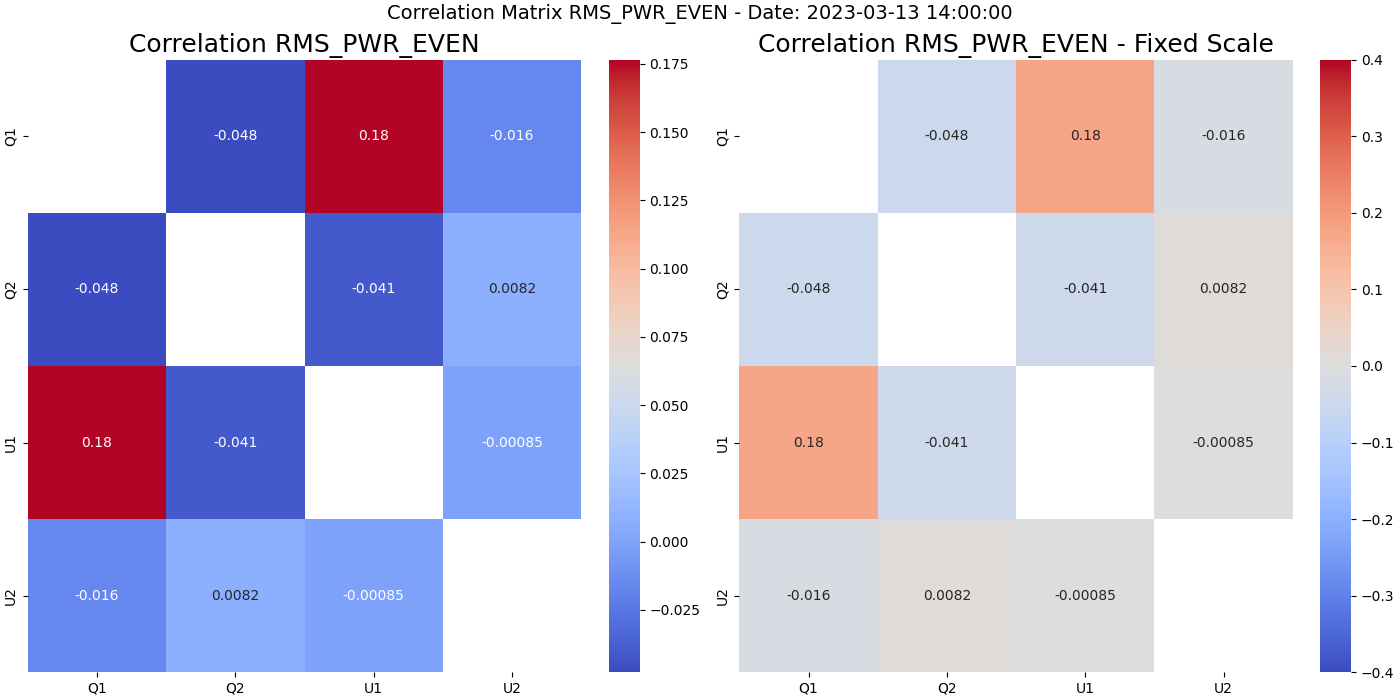 Correlation Matrix RMS_PWR_EVEN - Date: 2023-03-13 14:00:00
Correlation RMS_PWR_EVEN
Q1
-0.048
0.18
-0.016
Q2
-0.048
-0.041
0.0082
U1
0.18
-0.041
-0.00085
U2
-0.016
0.0082
-0.00085
Q1
Q2
U1
U2
0.175
0.150
0.125
0.100
0.075
0.050
0.025
0.000
−0.025
Correlation RMS_PWR_EVEN - Fixed Scale
Q1
-0.048
0.18
-0.016
Q2
-0.048
-0.041
0.0082
U1
0.18
-0.041
-0.00085
U2
-0.016
0.0082
-0.00085
Q1
Q2
U1
U2
0.4
0.3
0.2
0.1
0.0
−0.1
−0.2
−0.3
−0.4